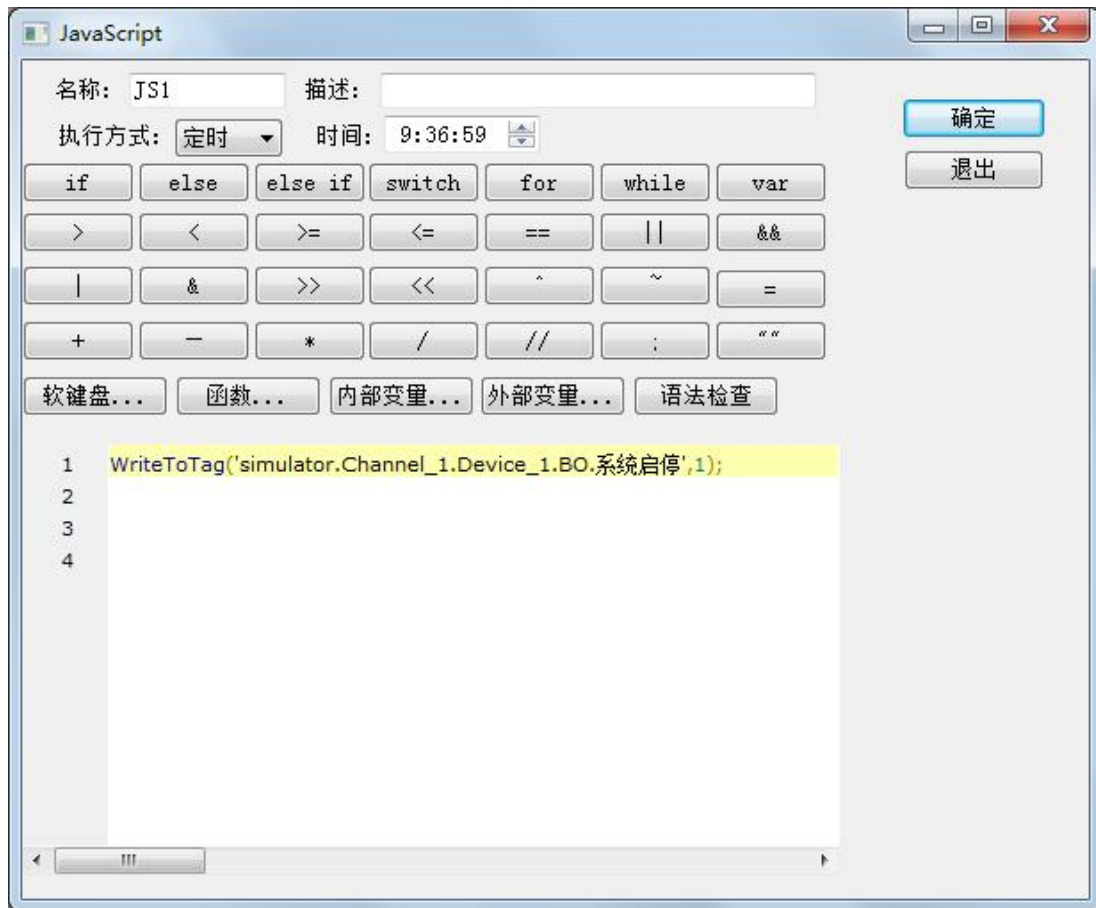 JavaScript
名称: JS1 描述:
执行方式: 定时 时间: 9:36:59
确定
退出
if else else if switch for while var
> < >= <= == || &&
| & >> << ^ ~ =
+ - * / // ; ""
软键盘... 函数... 内部变量... 外部变量... 语法检查
1 WriteToTag('simulator.Channel_1.Device_1.BO.系统启停',1);
2
3
4